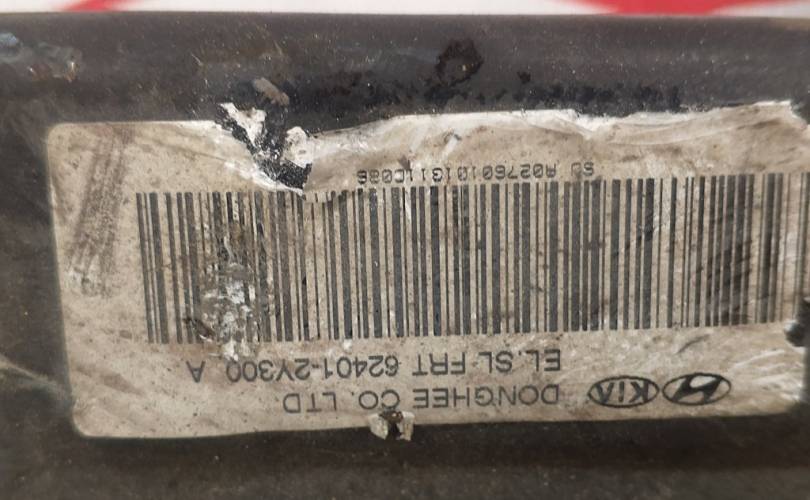 KIA DONGHEE CO. LTD
EL.SL FRT 62401-2Y300 A